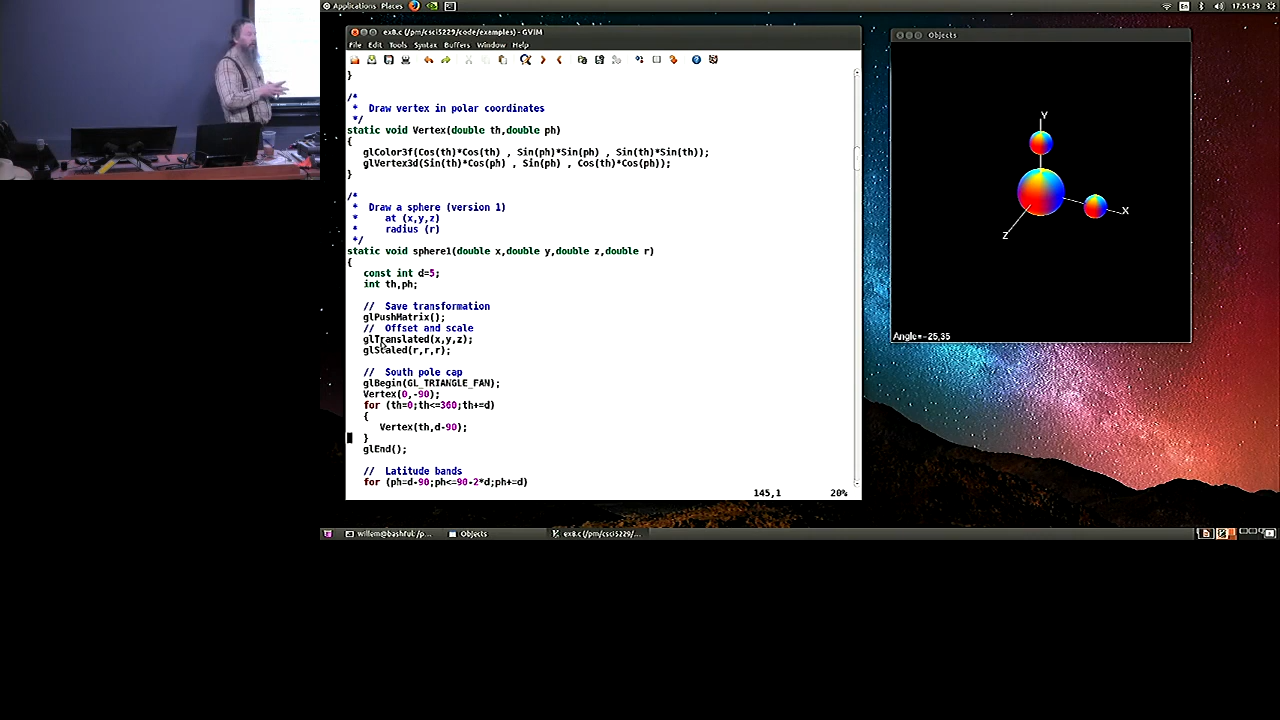 Applications Places
En
17.51.29
ex8.c (/pm/csci5229/code/examples) - GVIM
File Edit Tools Syntax Buffers Window Help
}
/*
 *  Draw vertex in polar coordinates
 */
static void Vertex(double th,double ph)
{
   glColor3f(Cos(th)*Cos(th) , Sin(ph)*Sin(ph) , Sin(th)*Sin(th));
   glVertex3d(Sin(th)*Cos(ph) , Sin(ph) , Cos(th)*Cos(ph));
}
/*
 *  Draw a sphere (version 1)
 *     at (x,y,z)
 *     radius (r)
 */
static void sphere1(double x,double y,double z,double r)
{
   const int d=5;
   int th,ph;
   //  Save transformation
   glPushMatrix();
   //  Offset and scale
   glTranslated(x,y,z);
   glScaled(r,r,r);
   //  South pole cap
   glBegin(GL_TRIANGLE_FAN);
   Vertex(0,-90);
   for (th=0;th<=360;th+=d)
   {
      Vertex(th,d-90);
   }
   glEnd();
   //  Latitude bands
   for (ph=d-90;ph<=90-2*d;ph+=d)
145,1
20%
Objects
Y
X
Z
Angle=-25,35
willem@bashful: /p...
Objects
ex8.c (/pm/csci5229/...